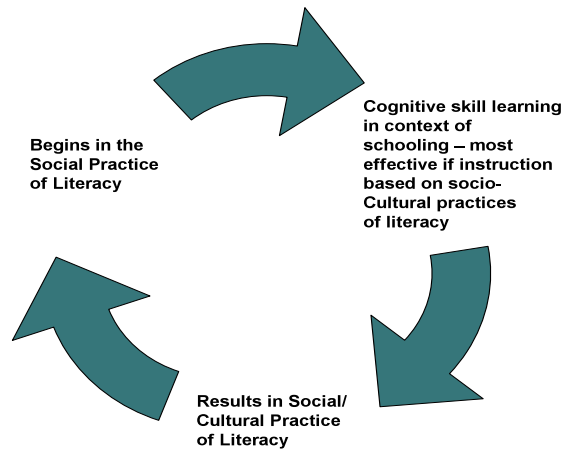 Begins in the
Social Practice
of Literacy
Cognitive skill learning
in context of
schooling – most
effective if instruction
based on socio-
Cultural practices
of literacy
Results in Social/
Cultural Practice
of Literacy